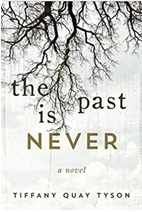 the past
is
NEVER
a novel
TIFFANY QUAY TYSON